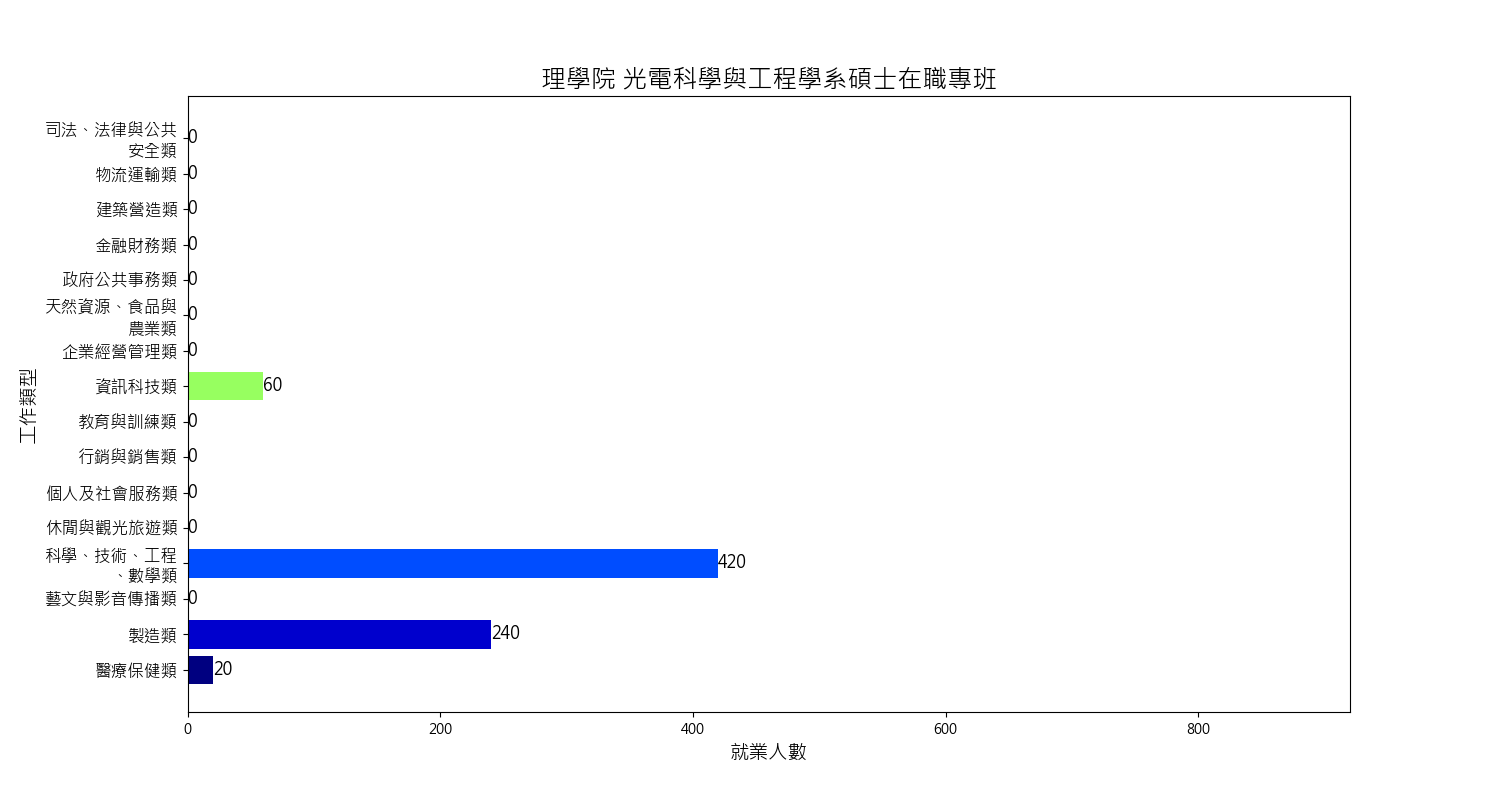 理學院 光電科學與工程學系碩士在職專班
司法、法律與公共
安全類
0
物流運輸類
0
建築營造類
0
金融財務類
0
政府公共事務類
0
天然資源、食品與
農業類
0
企業經營管理類
0
資訊科技類
60
教育與訓練類
0
行銷與銷售類
0
個人及社會服務類
0
休閒與觀光旅遊類
0
科學、技術、工程
、數學類
420
藝文與影音傳播類
0
製造類
240
醫療保健類
20
工作類型
0 200 400 600 800
就業人數